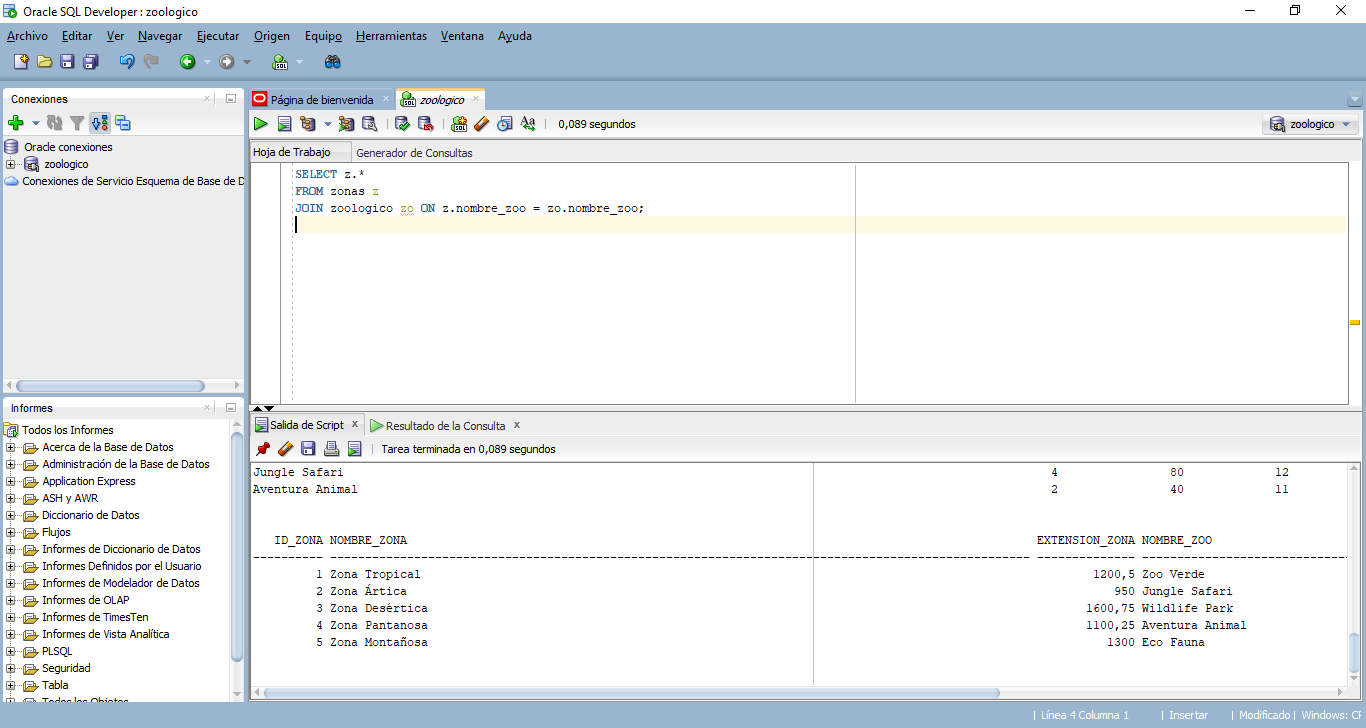 Oracle SQL Developer : zoologico
Archivo Editar Ver Navegar Ejecutar Origen Equipo Herramientas Ventana Ayuda
Conexiones
Oracle conexiones
zoologico
Conexiones de Servicio Esquema de Base de D
Informes
Todos los Informes
Acerca de la Base de Datos
Administración de la Base de Datos
Application Express
ASH y AWR
Diccionario de Datos
Flujos
Informes de Diccionario de Datos
Informes Definidos por el Usuario
Informes de Modelador de Datos
Informes de OLAP
Informes de TimesTen
Informes de Vista Analítica
PLSQL
Seguridad
Tabla
Todos los Objetos
Página de bienvenida zoologico
0,089 segundos zoologico
Hoja de Trabajo Generador de Consultas
SELECT z.*
FROM zonas z
JOIN zoologico zo ON z.nombre_zoo = zo.nombre_zoo;
Salida de Script x Resultado de la Consulta x
Tarea terminada en 0,089 segundos
Jungle Safari 4 80 12
Aventura Animal 2 40 11
ID_ZONA NOMBRE_ZONA EXTENSION_ZONA NOMBRE_ZOO
1 Zona Tropical 1200,5 Zoo Verde
2 Zona Ártica 950 Jungle Safari
3 Zona Desértica 1600,75 Wildlife Park
4 Zona Pantanosa 1100,25 Aventura Animal
5 Zona Montañosa 1300 Eco Fauna
| Línea 4 Columna 1 | Insertar | Modificado | Windows: CF